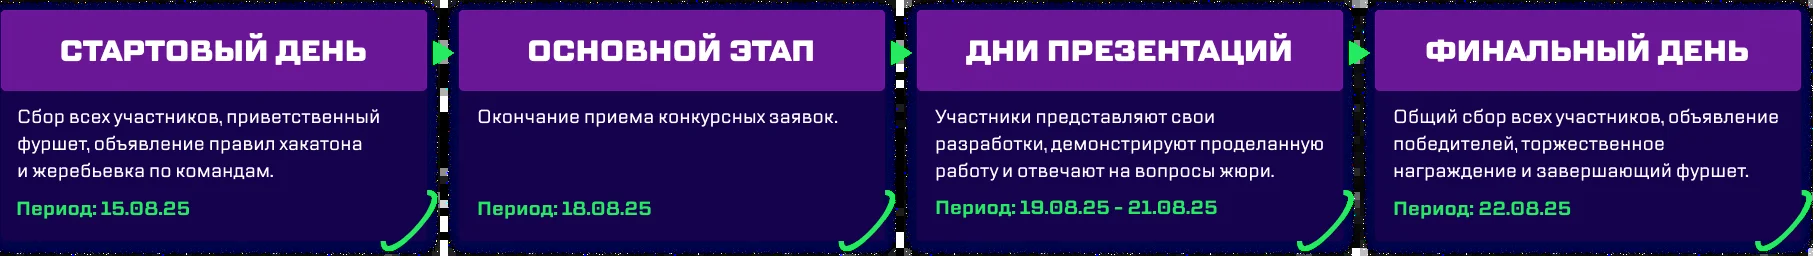 СТАРТОВЫЙ ДЕНЬ
Сбор всех участников, приветственный
фуршет, объявление правил хакатона
и жеребьевка по командам.
Период: 15.08.25
ОСНОВНОЙ ЭТАП
Окончание приема конкурсных заявок.
Период: 18.08.25
ДНИ ПРЕЗЕНТАЦИЙ
Участники представляют свои
разработки, демонстрируют проделанную
работу и отвечают на вопросы жюри.
Период: 19.08.25 - 21.08.25
ФИНАЛЬНЫЙ ДЕНЬ
Общий сбор всех участников, объявление
победителей, торжественное
награждение и завершающий фуршет.
Период: 22.08.25